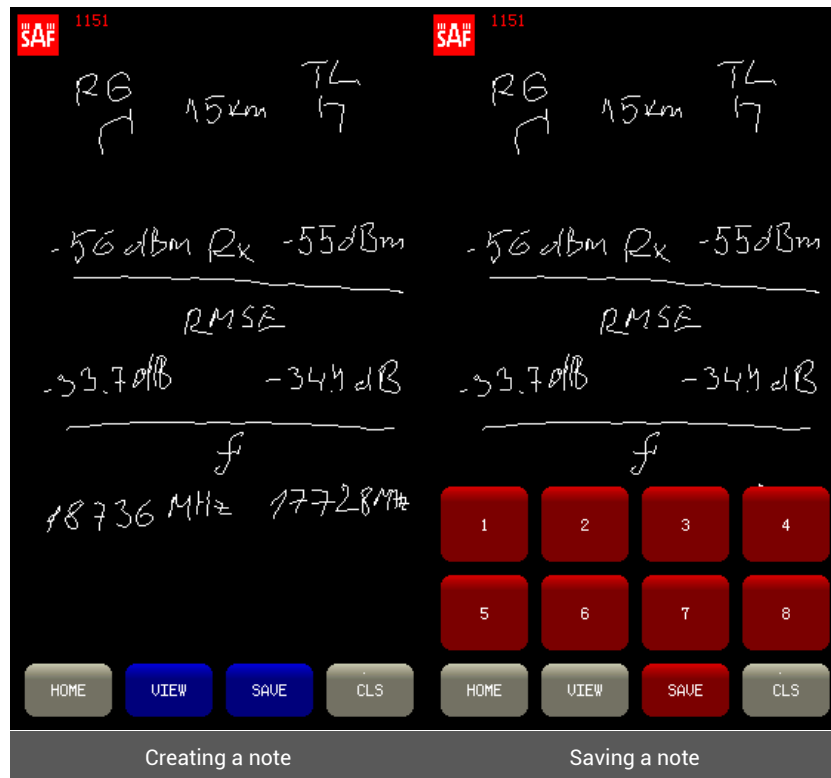 SAF 1151
RG 15km TL
-56 dBm Rx -55dBm
RMSE
-33.7 dB -34.4 dB
f
18736 MHz 17728MHz
HOME VIEW SAVE CLS
Creating a note
SAF 1151
RG 15km TL
-56 dBm Rx -55dBm
RMSE
-33.7 dB -34.4 dB
f
1 2 3 4
5 6 7 8
HOME VIEW SAVE CLS
Saving a note